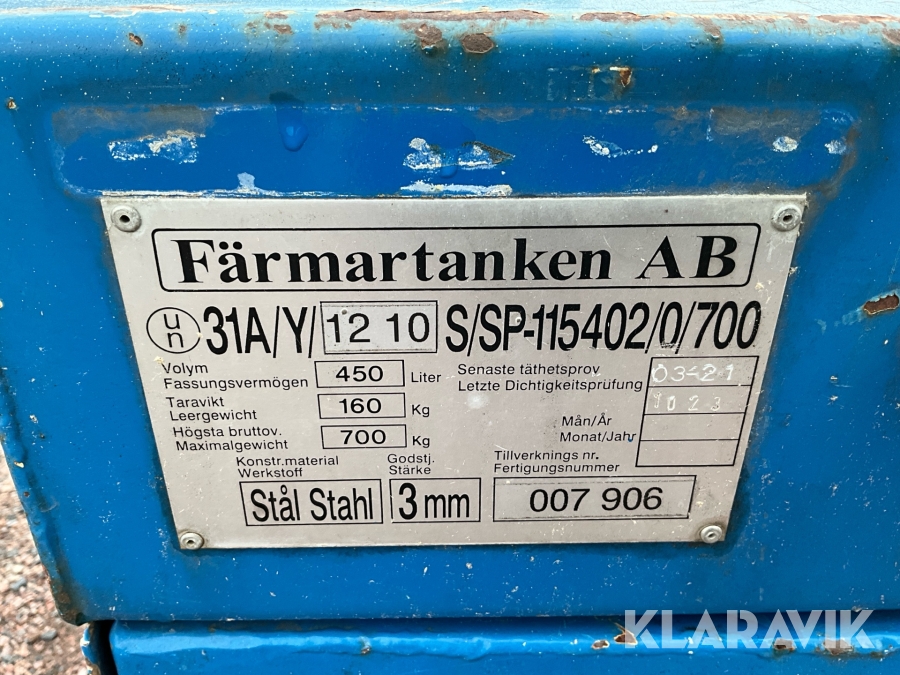 Färmartanken AB
un 31A/Y/ 12 10 S/SP-115402/0/700
Volym
Fassungsvermögen 450 Liter
Taravikt
Leergewicht 160 Kg
Högsta bruttov.
Maximalgewicht 700 Kg
Senaste täthetsprov
Letzte Dichtigkeitsprüfung
03-21
1023
Mån/År
Monat/Jahr
Konstr.material
Werkstoff
Stål Stahl
Godstj.
Stärke
3 mm
Tillverknings nr.
Fertigungsnummer
007 906
KLARAVIK